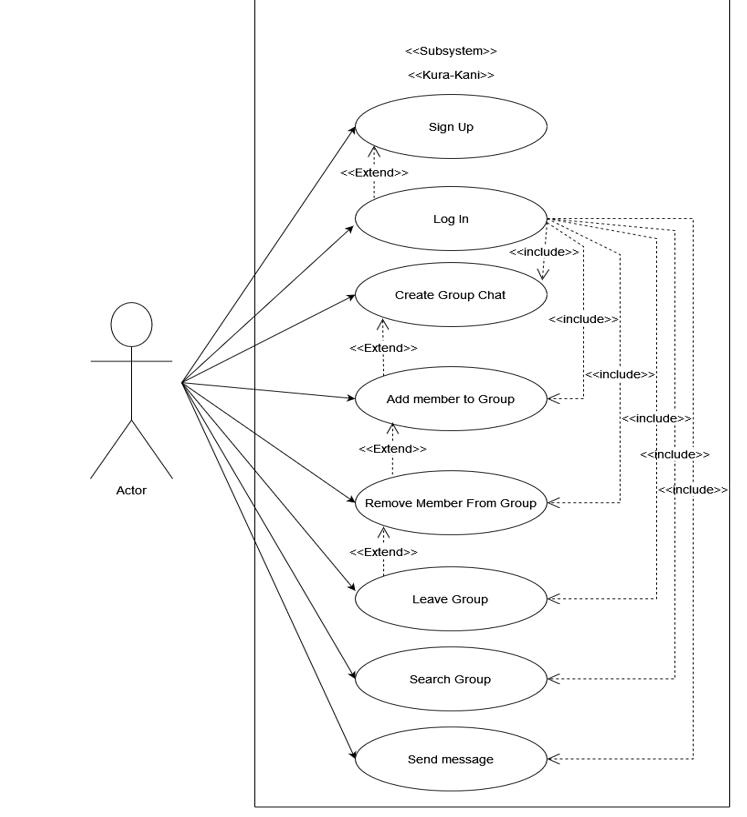 <<Subsystem>>
<<Kura-Kani>>
Sign Up
<<Extend>>
Log In
<<include>>
Create Group Chat
<<include>>
<<Extend>>
<<include>>
Add member to Group
<<include>>
<<Extend>>
<<include>>
<<include>>
Actor
Remove Member From Group
<<Extend>>
Leave Group
Search Group
Send message